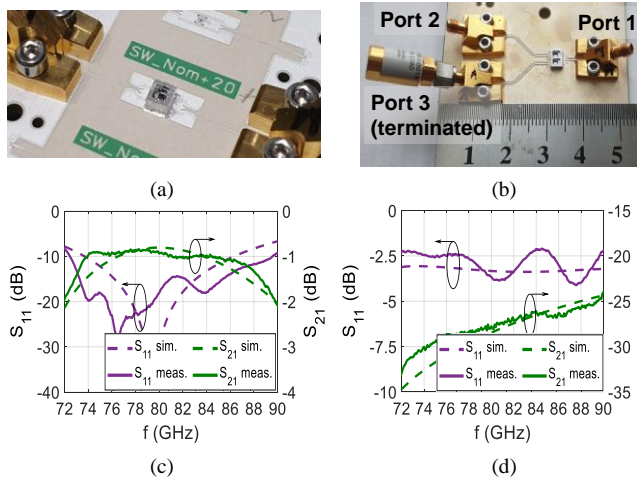 SW_Nom+20
SW_No
(a)
Port 2
Port 1
Port 3
(terminated)
1 2 3 4 5
(b)
0
-10
-20
-30
-40
S11 (dB)
0
-1
-2
-3
-4
S21 (dB)
S11 sim.
S21 sim.
S11 meas.
S21 meas.
72 74 76 78 80 82 84 86 88 90
f (GHz)
(c)
0
-2.5
-5
-7.5
-10
S11 (dB)
-15
-20
-25
-30
-35
S21 (dB)
S11 sim.
S21 sim.
S11 meas.
S21 meas.
72 74 76 78 80 82 84 86 88 90
f (GHz)
(d)